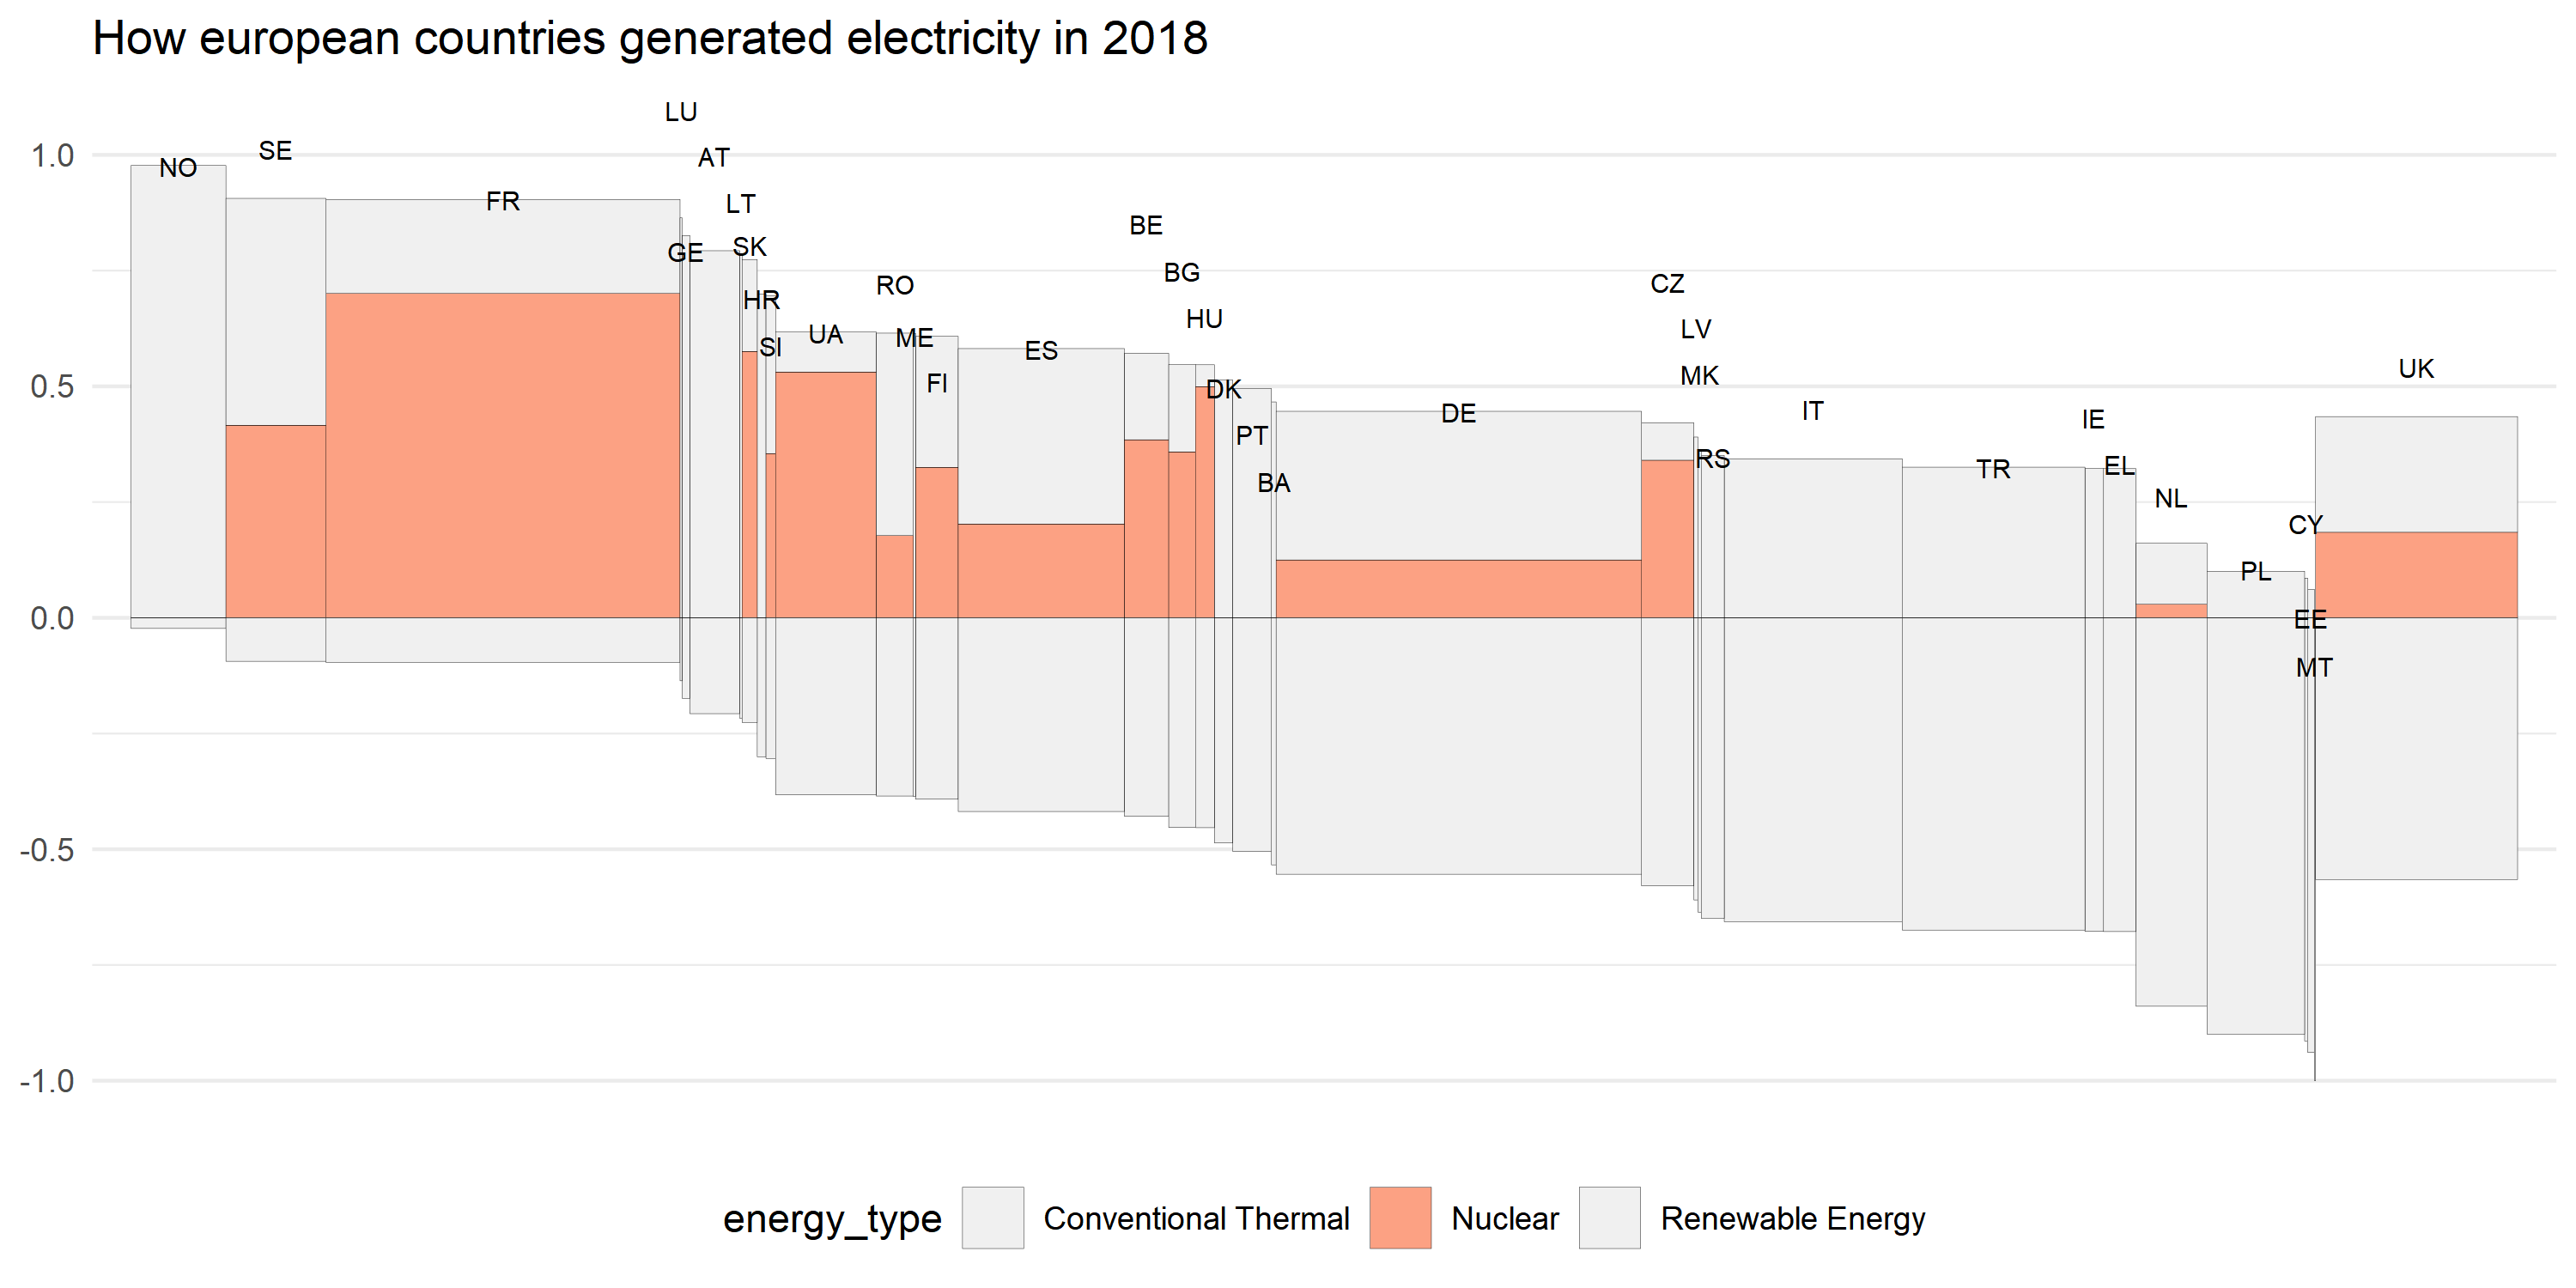 How european countries generated electricity in 2018
LU
SE
AT
1.0
NO
FR
LT
BE
SK
GE
BG
CZ
RO
HR
HU
LV
UA
ME
SI
ES
UK
MK
FI
0.5
DK
IT
DE
IE
PT
RS
EL
TR
BA
NL
CY
PL
0.0
EE
MT
-0.5
-1.0
energy_type
Conventional Thermal
Nuclear
Renewable Energy